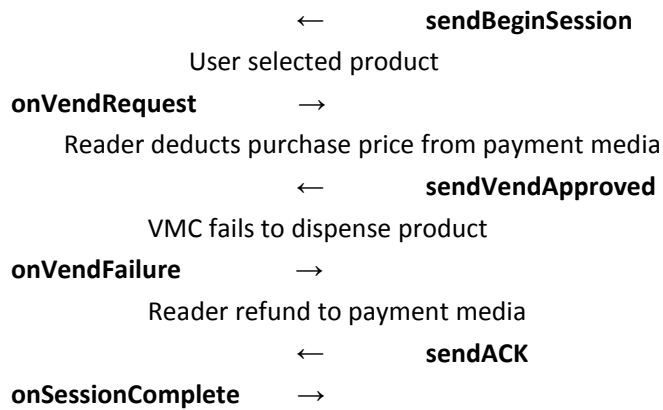 ← sendBeginSession
User selected product
onVendRequest →
Reader deducts purchase price from payment media
← sendVendApproved
VMC fails to dispense product
onVendFailure →
Reader refund to payment media
← sendACK
onSessionComplete →